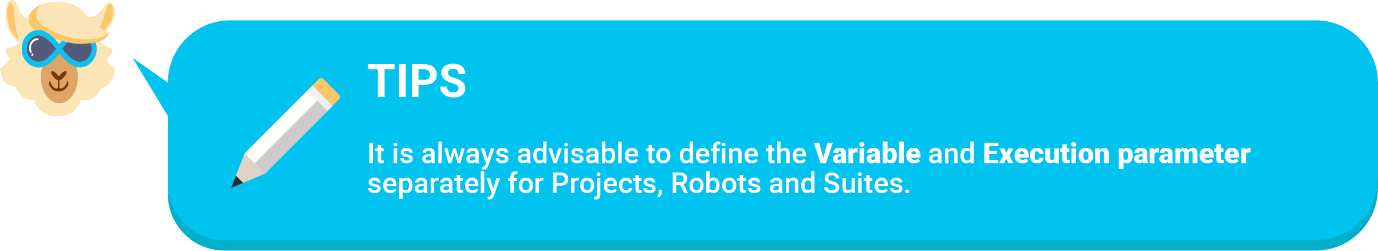 TIPS
It is always advisable to define the Variable and Execution parameter
separately for Projects, Robots and Suites.